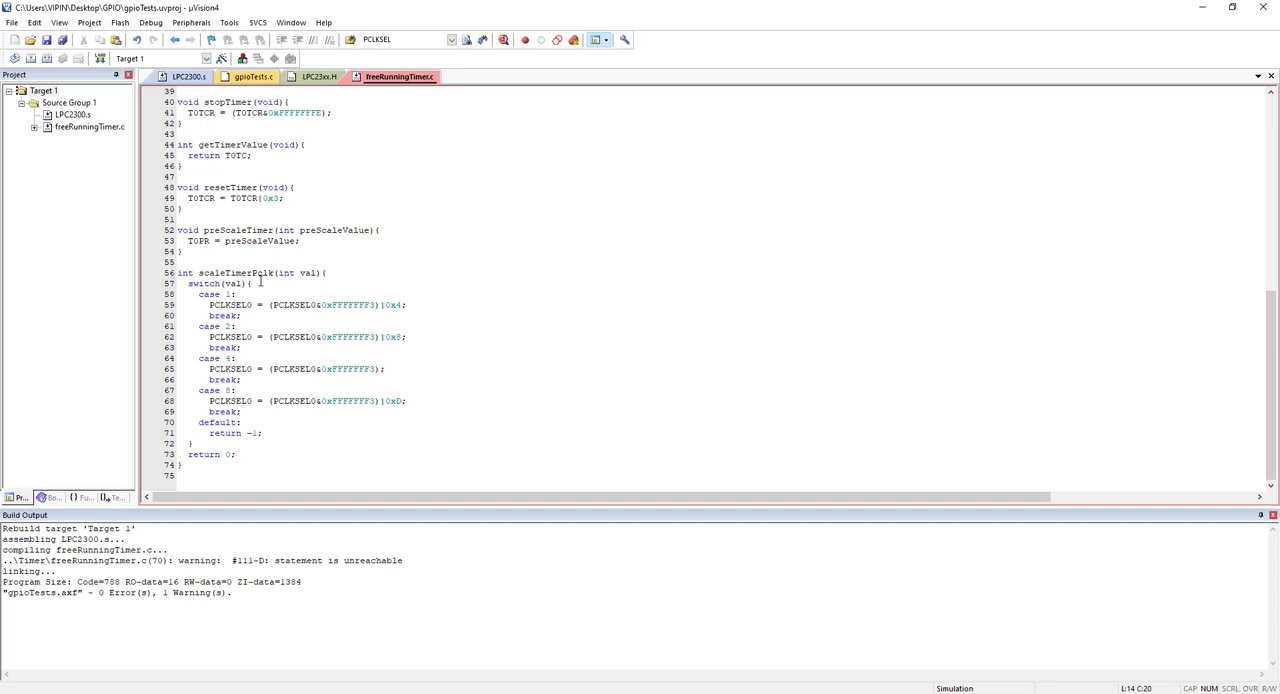 C:\Users\VIPIN\Desktop\GPIO\gpioTests.uvproj - µVision4
File Edit View Project Flash Debug Peripherals Tools SVCS Window Help
PCLKSEL
Target 1
Project
LPC2300.s gpioTests.c LPC23xx.H freeRunningTimer.c
Target 1
Source Group 1
LPC2300.s
freeRunningTimer.c
39
40 void stopTimer(void){
41 T0TCR = (T0TCR&0xFFFFFFFE);
42 }
43
44 int getTimerValue(void){
45 return T0TC;
46 }
47
48 void resetTimer(void){
49 T0TCR = T0TCR|0x3;
50 }
51
52 void preScaleTimer(int preScaleValue){
53 T0PR = preScaleValue;
54 }
55
56 int scaleTimerPclk(int val){
57 switch(val){
58 case 1:
59 PCLKSEL0 = (PCLKSEL0&0xFFFFFFF3)|0x4;
60 break;
61 case 2:
62 PCLKSEL0 = (PCLKSEL0&0xFFFFFFF3)|0x8;
63 break;
64 case 4:
65 PCLKSEL0 = (PCLKSEL0&0xFFFFFFF3);
66 break;
67 case 8:
68 PCLKSEL0 = (PCLKSEL0&0xFFFFFFF3)|0xD;
69 break;
70 default:
71 return -1;
72 }
73 return 0;
74 }
75
Pr... Bo... {} Fu... Te...
Build Output
Rebuild target 'Target 1'
assembling LPC2300.s...
compiling freeRunningTimer.c...
..\Timer\freeRunningTimer.c(70): warning: #111-D: statement is unreachable
linking...
Program Size: Code=788 RO-data=16 RW-data=0 ZI-data=1384
"gpioTests.axf" - 0 Error(s), 1 Warning(s).
Simulation L:14 C:20 CAP NUM SCRL OVR R/W